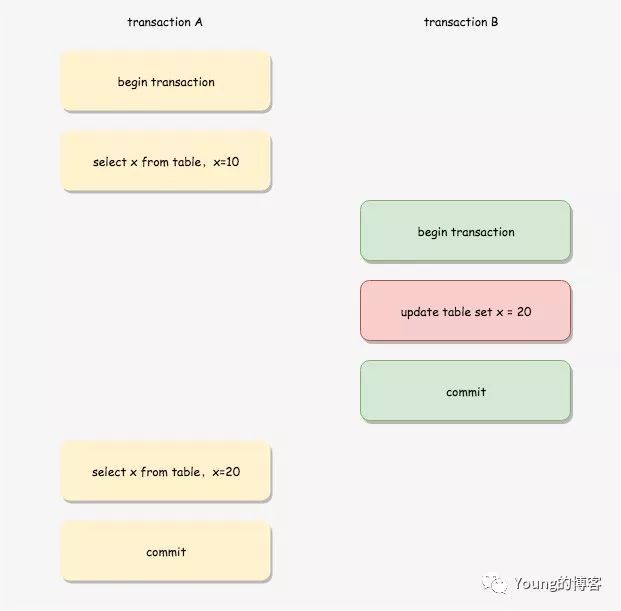 transaction A
transaction B
begin transaction
select x from table，x=10
begin transaction
update table set x = 20
commit
select x from table，x=20
commit
Young的博客